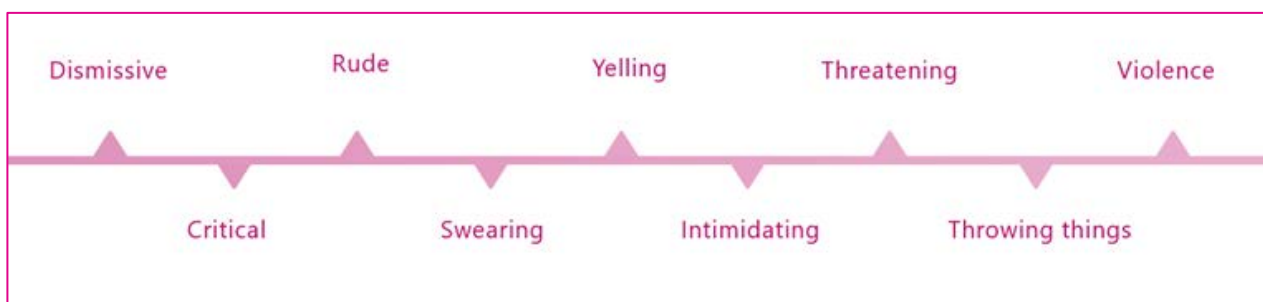 Dismissive
Rude
Yelling
Threatening
Violence
Critical
Swearing
Intimidating
Throwing things